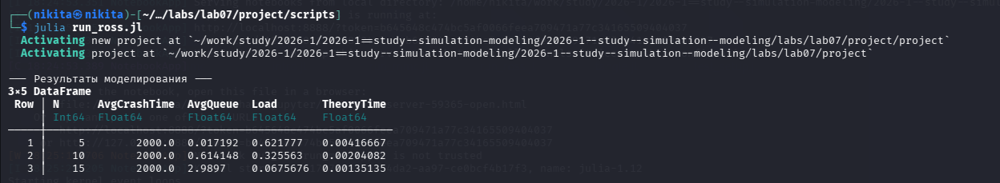 ┌──(nikita㉿nikita)-[~/…/labs/lab07/project/scripts]
└─$ julia run_ross.jl
  Activating new project at `~/work/study/2026-1/2026-1==study--simulation-modeling/2026-1--study--simulation--modeling/labs/lab07/project/project`
  Activating project at `~/work/study/2026-1/2026-1==study--simulation-modeling/2026-1--study--simulation--modeling/labs/lab07/project`
--- Результаты моделирования ---
3×5 DataFrame
 Row │ N      AvgCrashTime  AvgQueue  Load       TheoryTime
     │ Int64  Float64       Float64   Float64    Float64
   1 │     5        2000.0  0.017192  0.621777   0.00416667
   2 │    10        2000.0  0.614148  0.325563   0.00204082
   3 │    15        2000.0  2.9897    0.0675676  0.00135135